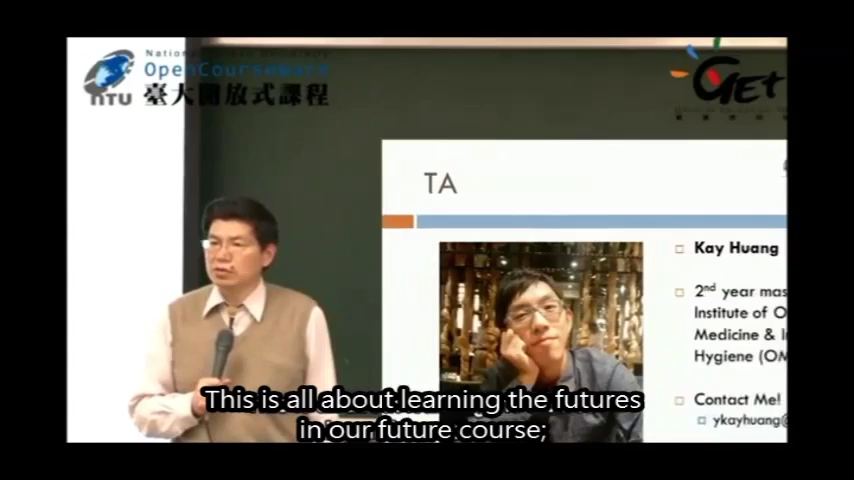 OpenCourseware
NTU
臺大開放式課程
GET
TA
Kay Huang
2nd year mas
Institute of O
Medicine & I
Hygiene (OM
Contact Me!
ykayhuang@
This is all about learning the futures
in our future course;